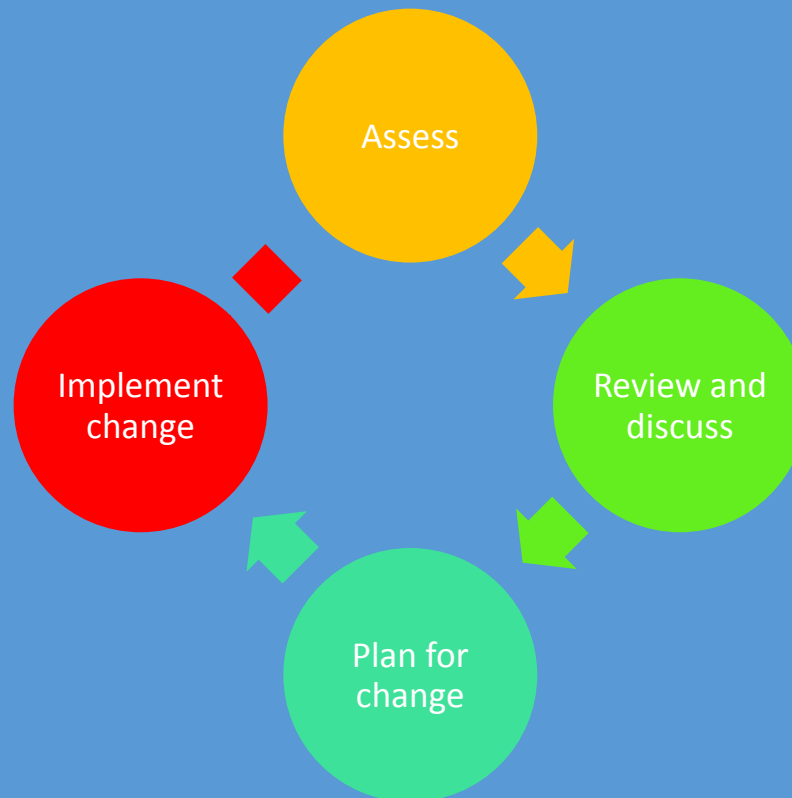 Assess
Review and
discuss
Plan for
change
Implement
change